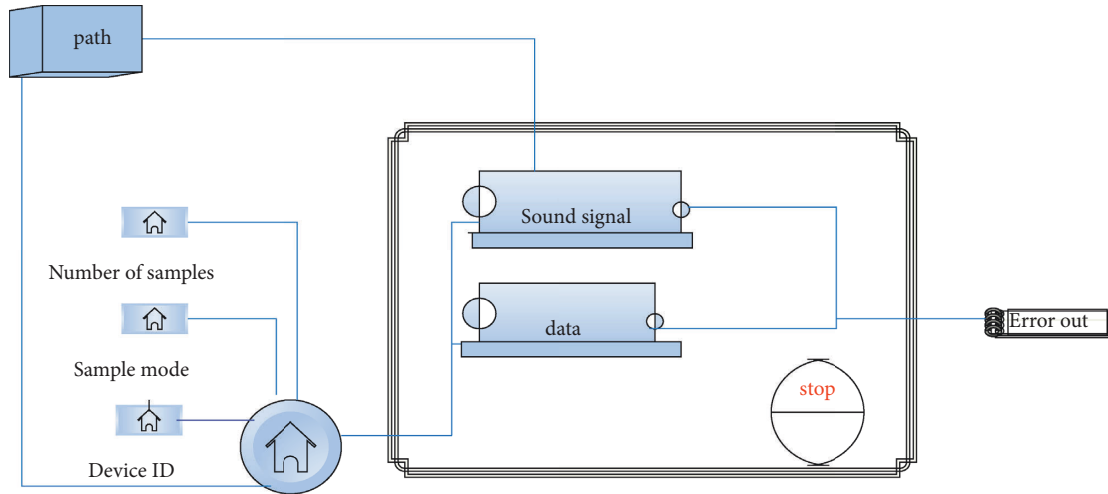 path
Sound signal
Number of samples
data
Error out
Sample mode
stop
Device ID